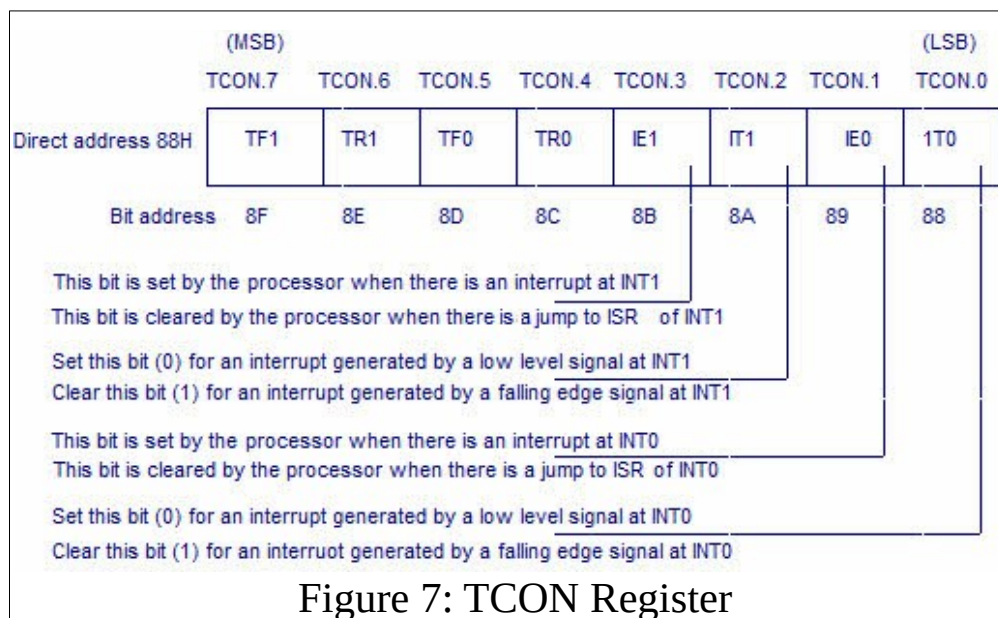 (MSB) (LSB)
TCON.7 TCON.6 TCON.5 TCON.4 TCON.3 TCON.2 TCON.1 TCON.0
Direct address 88H TF1 TR1 TF0 TR0 IE1 IT1 IE0 1T0
Bit address 8F 8E 8D 8C 8B 8A 89 88
This bit is set by the processor when there is an interrupt at INT1
This bit is cleared by the processor when there is a jump to ISR of INT1
Set this bit (0) for an interrupt generated by a low level signal at INT1
Clear this bit (1) for an interrupt generated by a falling edge signal at INT1
This bit is set by the processor when there is an interrupt at INT0
This bit is cleared by the processor when there is a jump to ISR of INT0
Set this bit (0) for an interrupt generated by a low level signal at INT0
Clear this bit (1) for an interruot generated by a falling edge signal at INT0
Figure 7: TCON Register